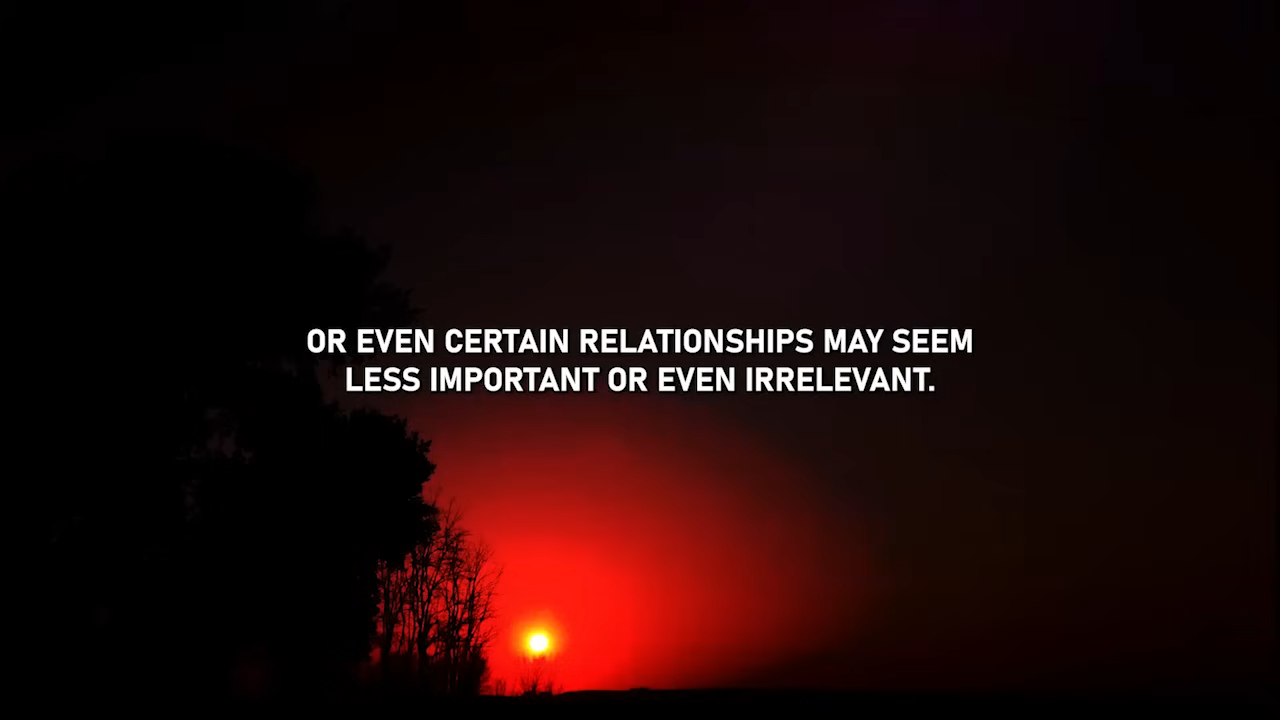 OR EVEN CERTAIN RELATIONSHIPS MAY SEEM
LESS IMPORTANT OR EVEN IRRELEVANT.